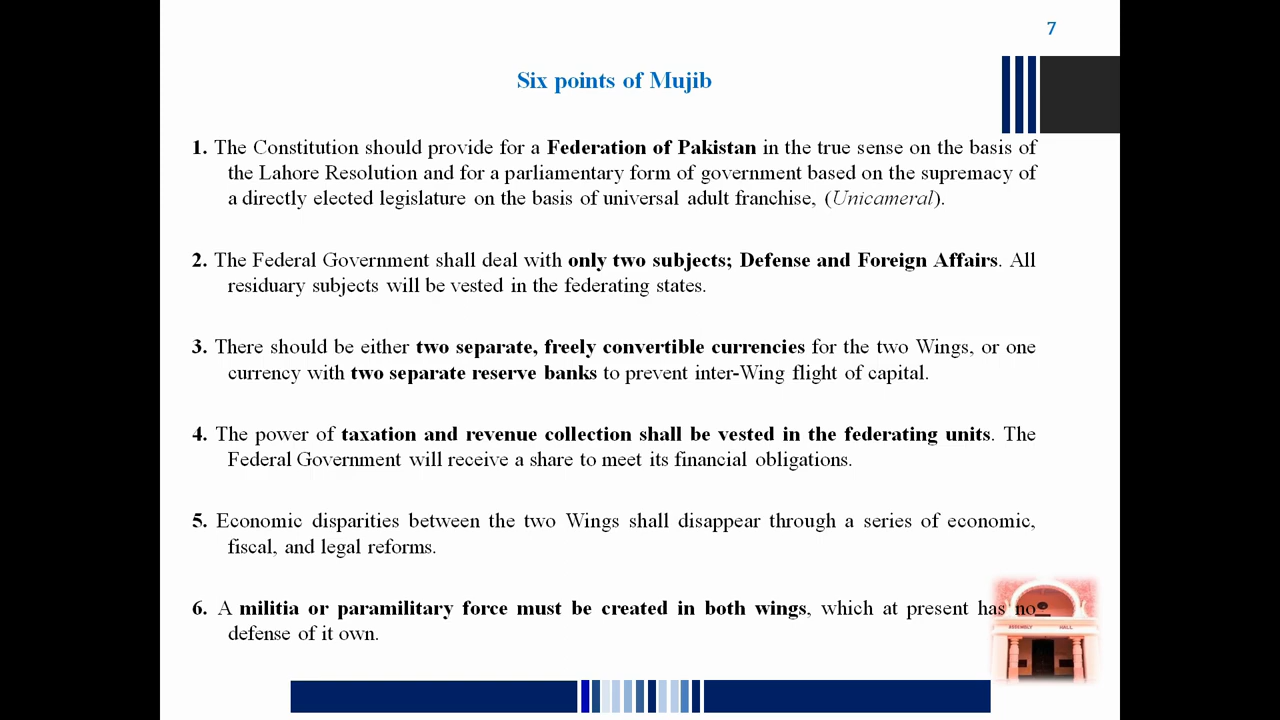 7
Six points of Mujib
1. The Constitution should provide for a Federation of Pakistan in the true sense on the basis of
the Lahore Resolution and for a parliamentary form of government based on the supremacy of
a directly elected legislature on the basis of universal adult franchise, (Unicameral).
2. The Federal Government shall deal with only two subjects; Defense and Foreign Affairs. All
residuary subjects will be vested in the federating states.
3. There should be either two separate, freely convertible currencies for the two Wings, or one
currency with two separate reserve banks to prevent inter-Wing flight of capital.
4. The power of taxation and revenue collection shall be vested in the federating units. The
Federal Government will receive a share to meet its financial obligations.
5. Economic disparities between the two Wings shall disappear through a series of economic,
fiscal, and legal reforms.
6. A militia or paramilitary force must be created in both wings, which at present has no
defense of it own.
ASSEMBLY HALL